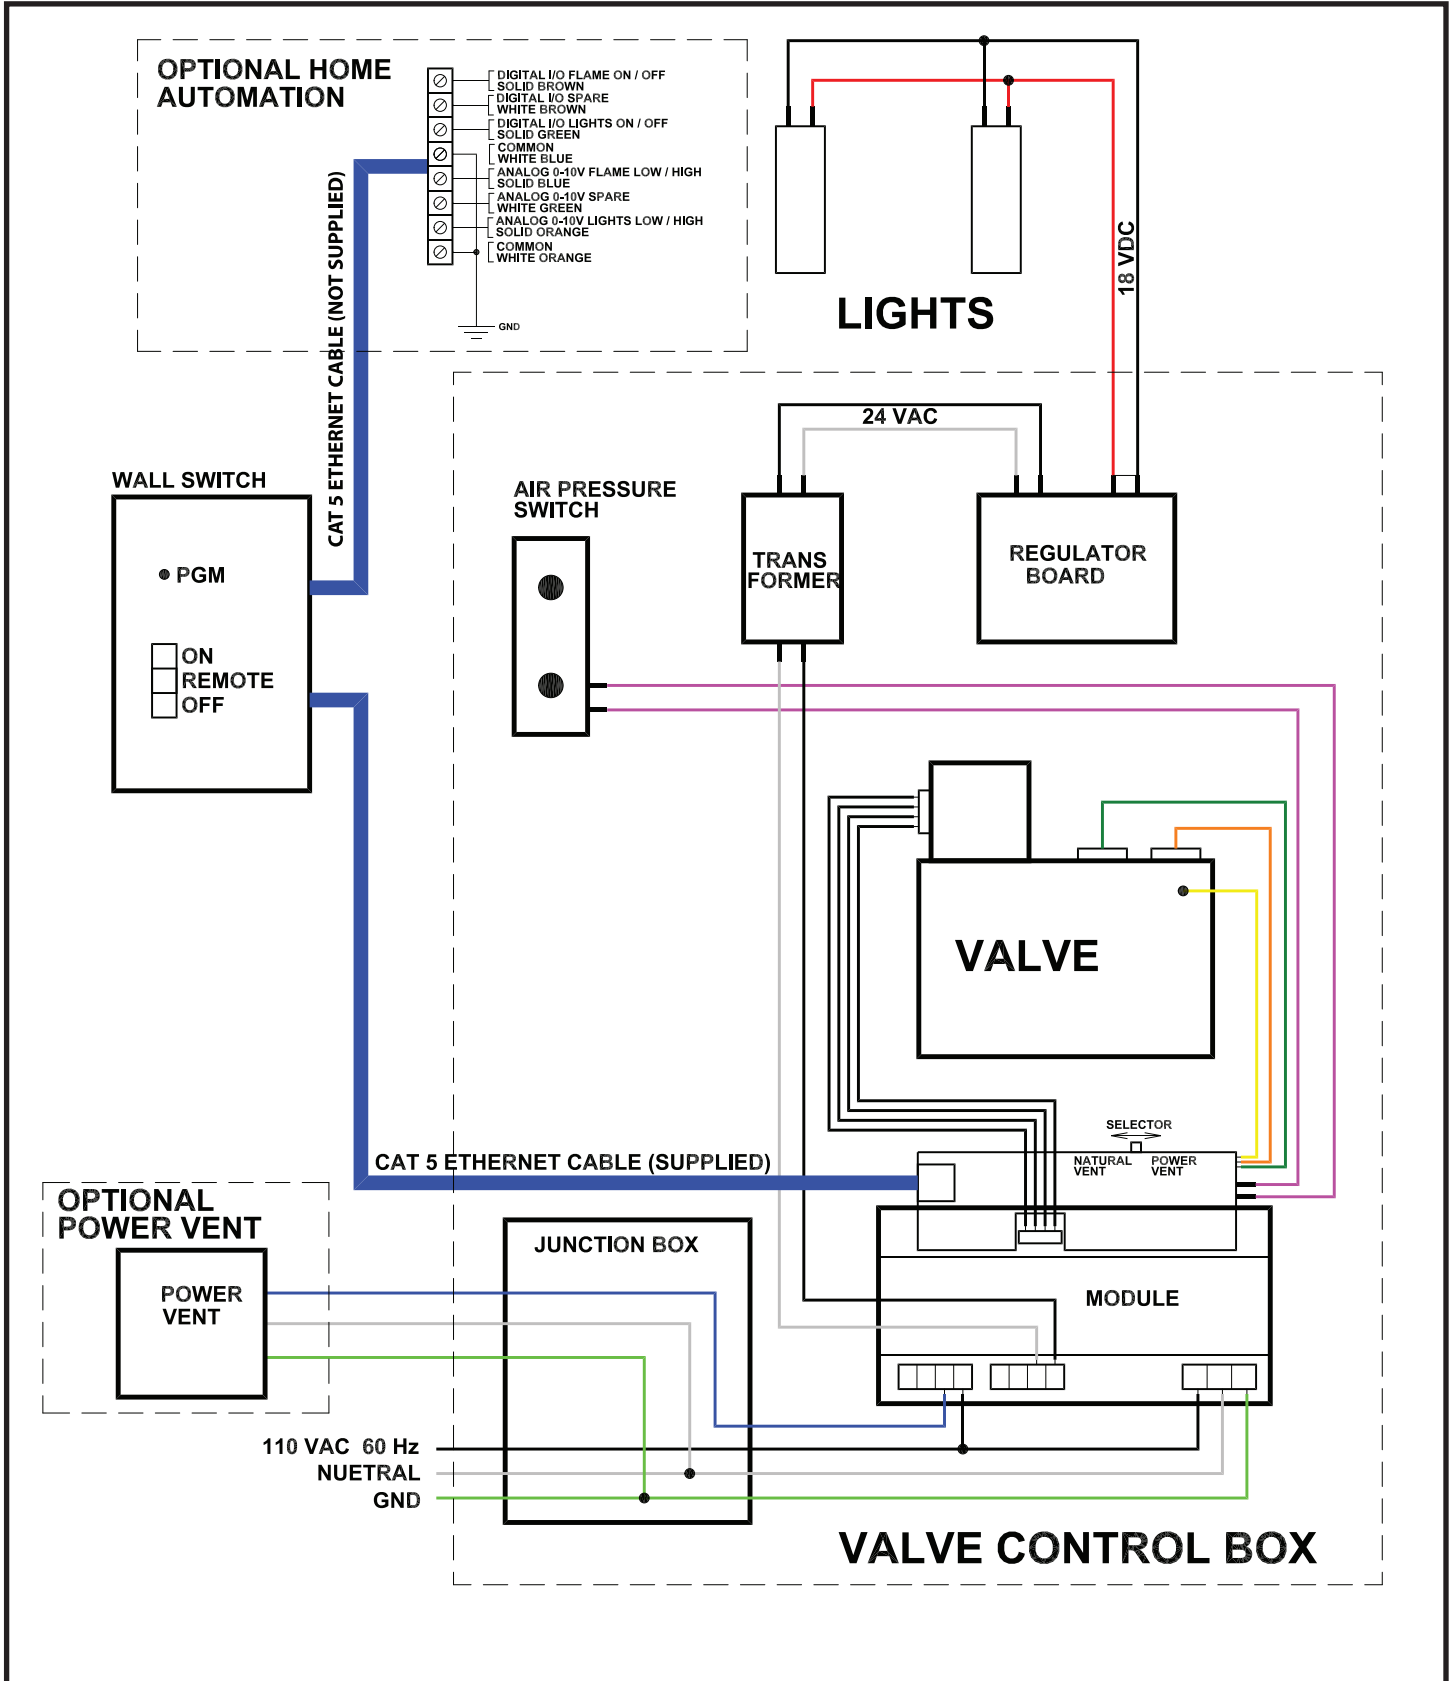 OPTIONAL HOME
AUTOMATION
DIGITAL I/O FLAME ON / OFF
SOLID BROWN
DIGITAL I/O SPARE
WHITE BROWN
DIGITAL I/O LIGHTS ON / OFF
SOLID GREEN
COMMON
WHITE BLUE
ANALOG 0-10V FLAME LOW / HIGH
SOLID BLUE
ANALOG 0-10V SPARE
WHITE GREEN
ANALOG 0-10V LIGHTS LOW / HIGH
SOLID ORANGE
COMMON
WHITE ORANGE
GND
LIGHTS
18 VDC
CAT 5 ETHERNET CABLE (NOT SUPPLIED)
24 VAC
WALL SWITCH
PGM
ON
REMOTE
OFF
AIR PRESSURE
SWITCH
TRANS
FORMER
REGULATOR
BOARD
VALVE
SELECTOR
NATURAL
VENT
POWER
VENT
CAT 5 ETHERNET CABLE (SUPPLIED)
OPTIONAL
POWER VENT
POWER
VENT
JUNCTION BOX
MODULE
110 VAC 60 Hz
NUETRAL
GND
VALVE CONTROL BOX